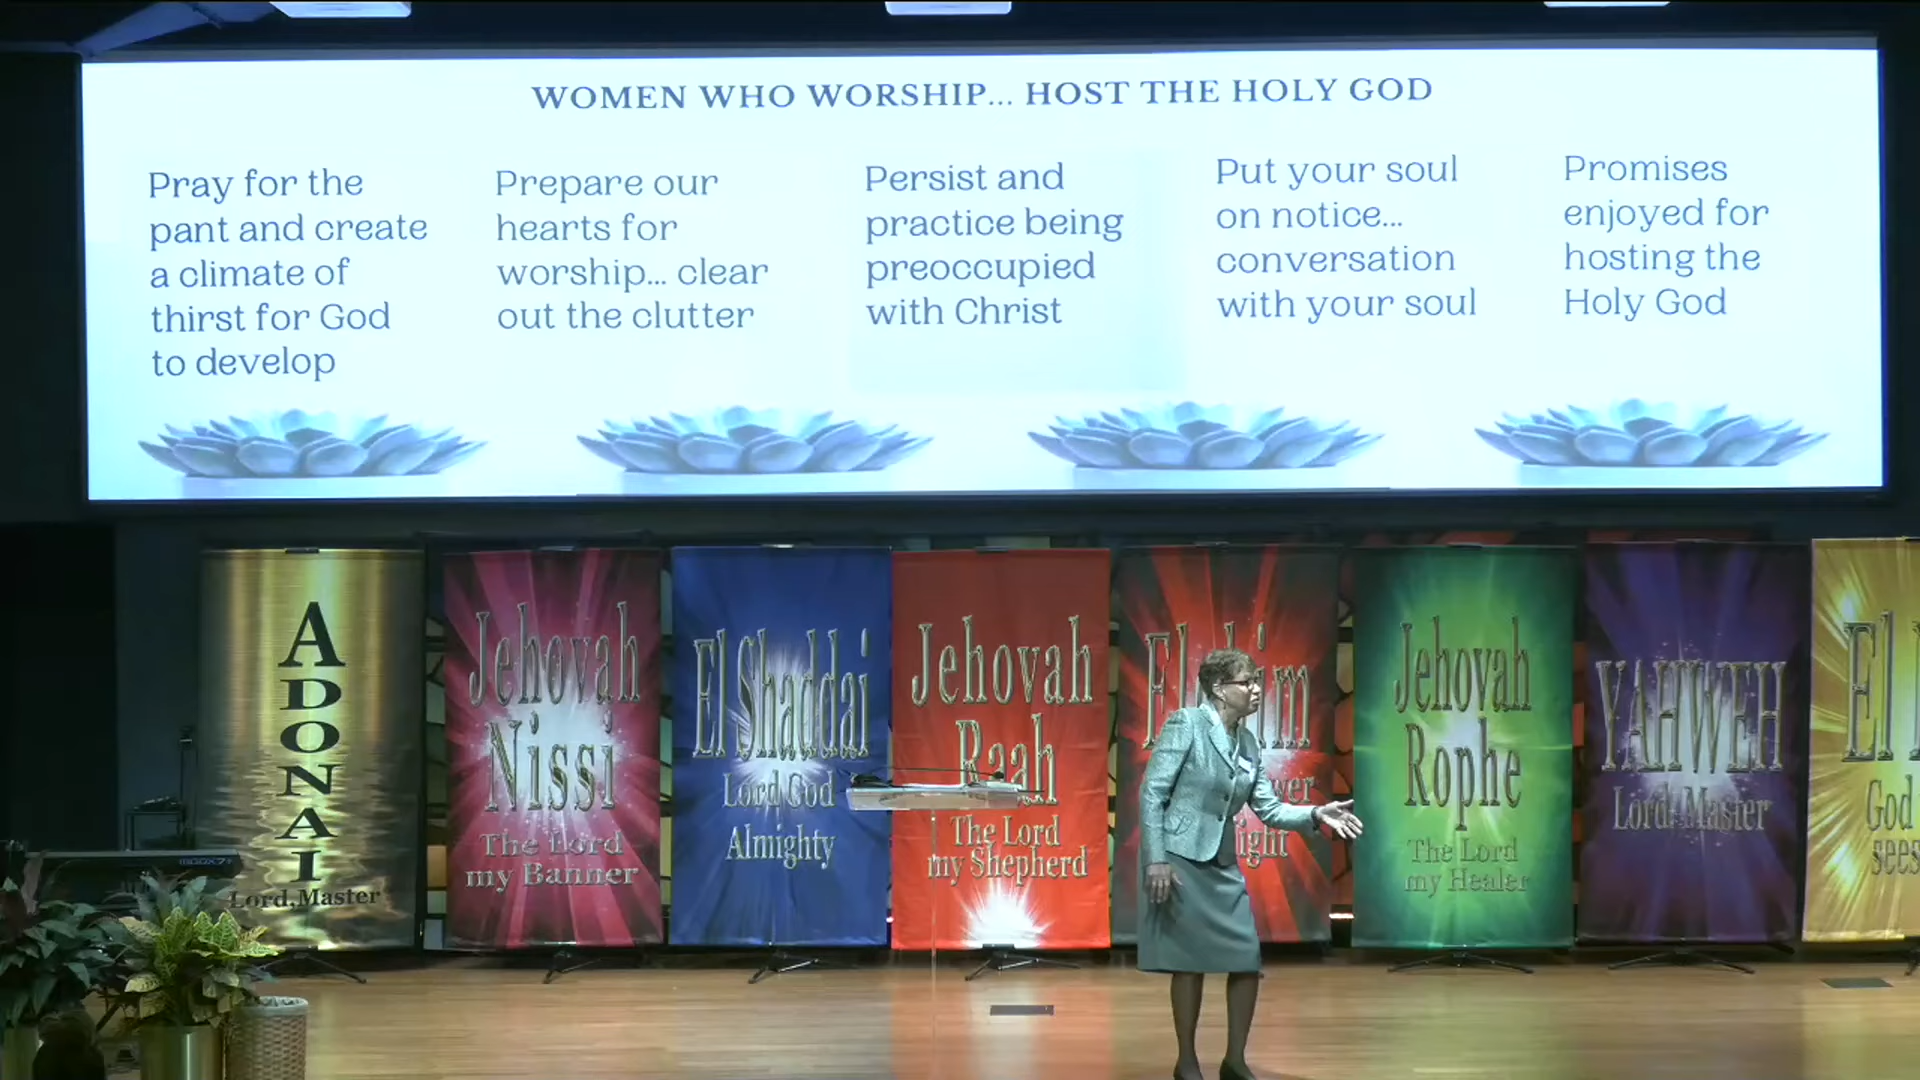 WOMEN WHO WORSHIP... HOST THE HOLY GOD
Pray for the
pant and create
a climate of
thirst for God
to develop
Prepare our
hearts for
worship... clear
out the clutter
Persist and
practice being
preoccupied
with Christ
Put your soul
on notice...
conversation
with your soul
Promises
enjoyed for
hosting the
Holy God
ADONAI
Lord, Master
Jehovah
Nissi
The Lord
my Banner
El Shaddai
Lord God
Almighty
Jehovah
Raah
The Lord
my Shepherd
Jehovah
Rophe
The Lord
my Healer
YAHWEH
Lord, Master
El
God
sees